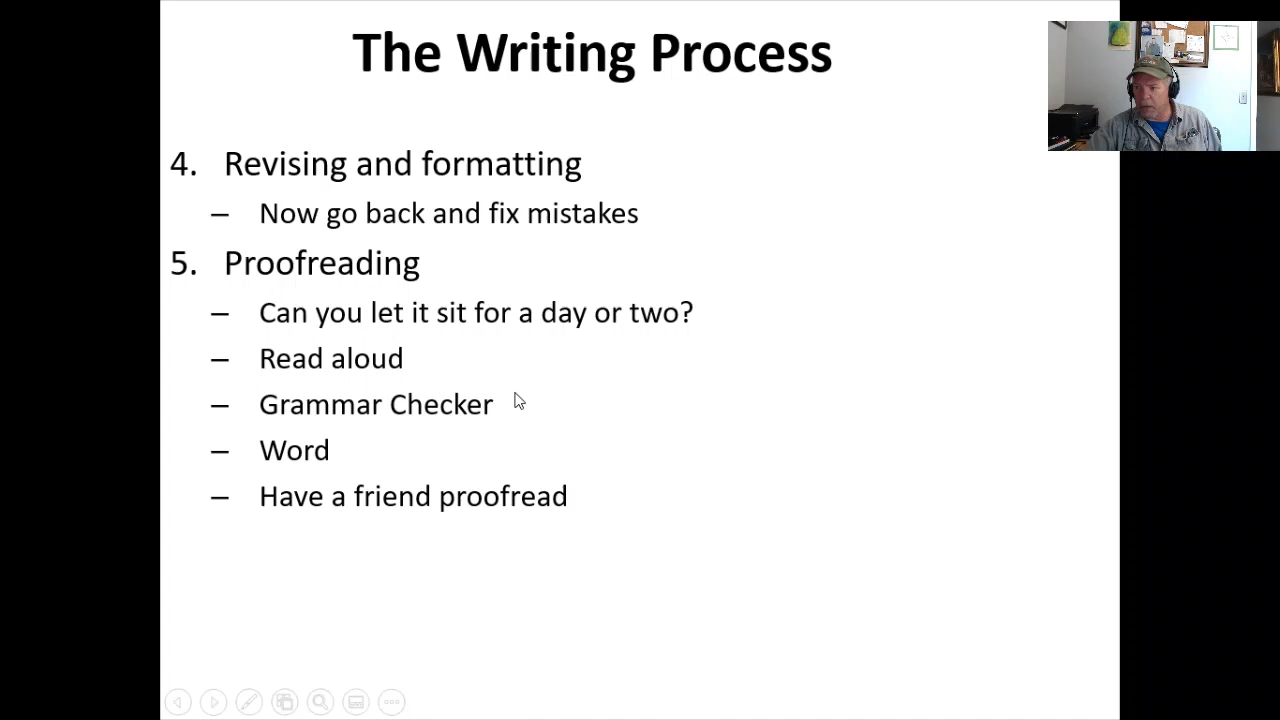 The Writing Process
4. Revising and formatting
– Now go back and fix mistakes
5. Proofreading
– Can you let it sit for a day or two?
– Read aloud
– Grammar Checker
– Word
– Have a friend proofread